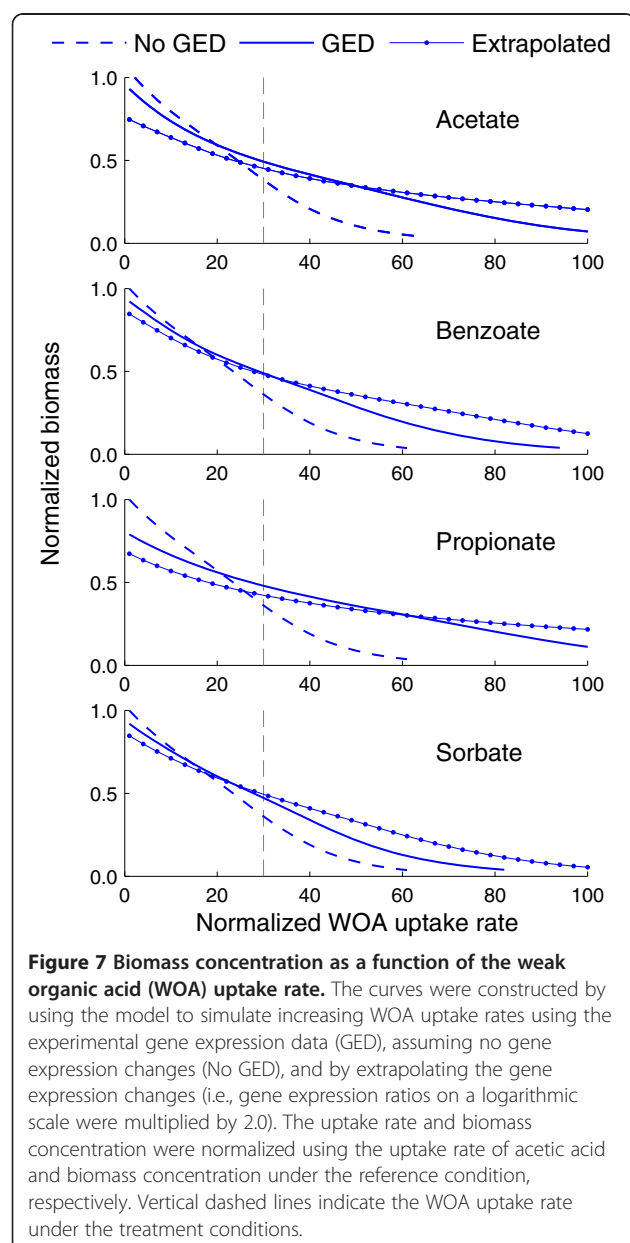 No GED GED Extrapolated
1.0
Acetate
0.5
0.0
0 20 40 60 80 100
1.0
Benzoate
0.5
0.0
0 20 40 60 80 100
Normalized biomass
1.0
Propionate
0.5
0.0
0 20 40 60 80 100
1.0
Sorbate
0.5
0.0
0 20 40 60 80 100
Normalized WOA uptake rate
Figure 7 Biomass concentration as a function of the weak
organic acid (WOA) uptake rate. The curves were constructed by
using the model to simulate increasing WOA uptake rates using the
experimental gene expression data (GED), assuming no gene
expression changes (No GED), and by extrapolating the gene
expression changes (i.e., gene expression ratios on a logarithmic
scale were multiplied by 2.0). The uptake rate and biomass
concentration were normalized using the uptake rate of acetic acid
and biomass concentration under the reference condition,
respectively. Vertical dashed lines indicate the WOA uptake rate
under the treatment conditions.